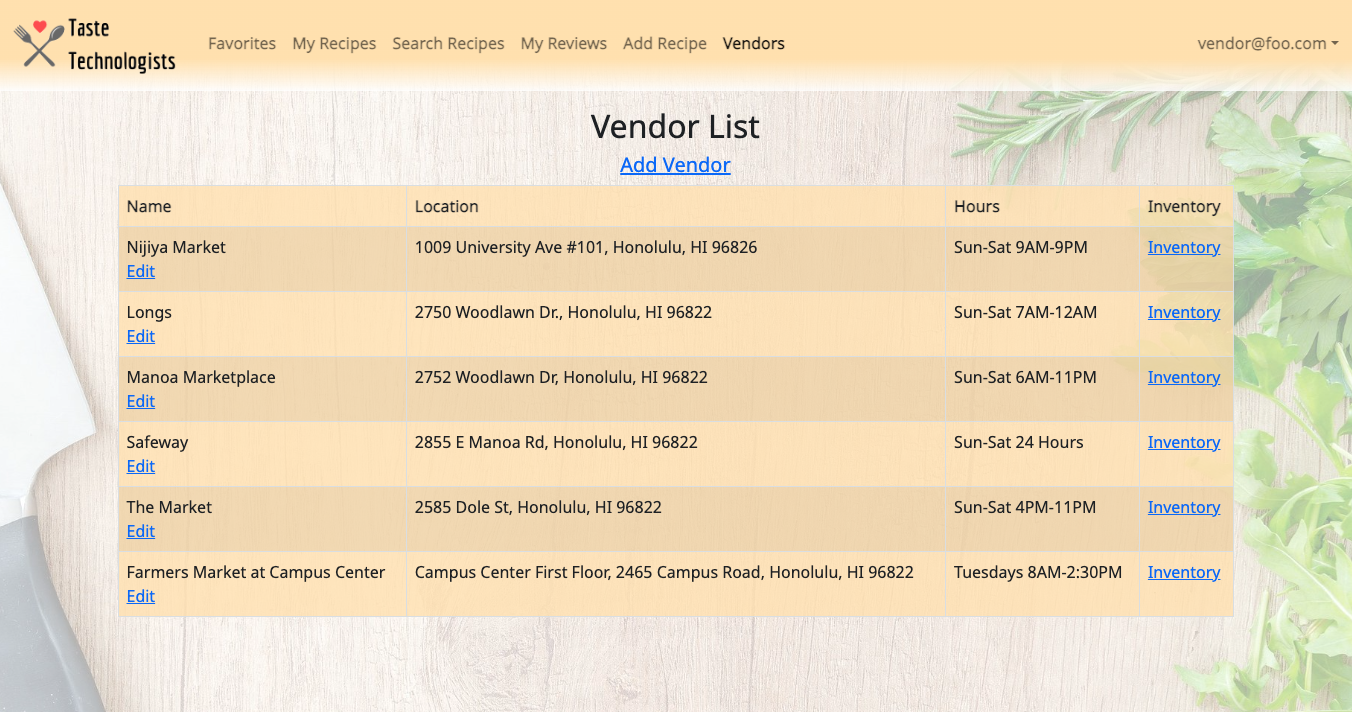 Taste
Technologists
Favorites My Recipes Search Recipes My Reviews Add Recipe Vendors vendor@foo.com
Vendor List
Add Vendor
Name Location Hours Inventory
Nijiya Market 1009 University Ave #101, Honolulu, HI 96826 Sun-Sat 9AM-9PM Inventory
Edit
Longs 2750 Woodlawn Dr., Honolulu, HI 96822 Sun-Sat 7AM-12AM Inventory
Edit
Manoa Marketplace 2752 Woodlawn Dr, Honolulu, HI 96822 Sun-Sat 6AM-11PM Inventory
Edit
Safeway 2855 E Manoa Rd, Honolulu, HI 96822 Sun-Sat 24 Hours Inventory
Edit
The Market 2585 Dole St, Honolulu, HI 96822 Sun-Sat 4PM-11PM Inventory
Edit
Farmers Market at Campus Center Campus Center First Floor, 2465 Campus Road, Honolulu, HI 96822 Tuesdays 8AM-2:30PM Inventory
Edit